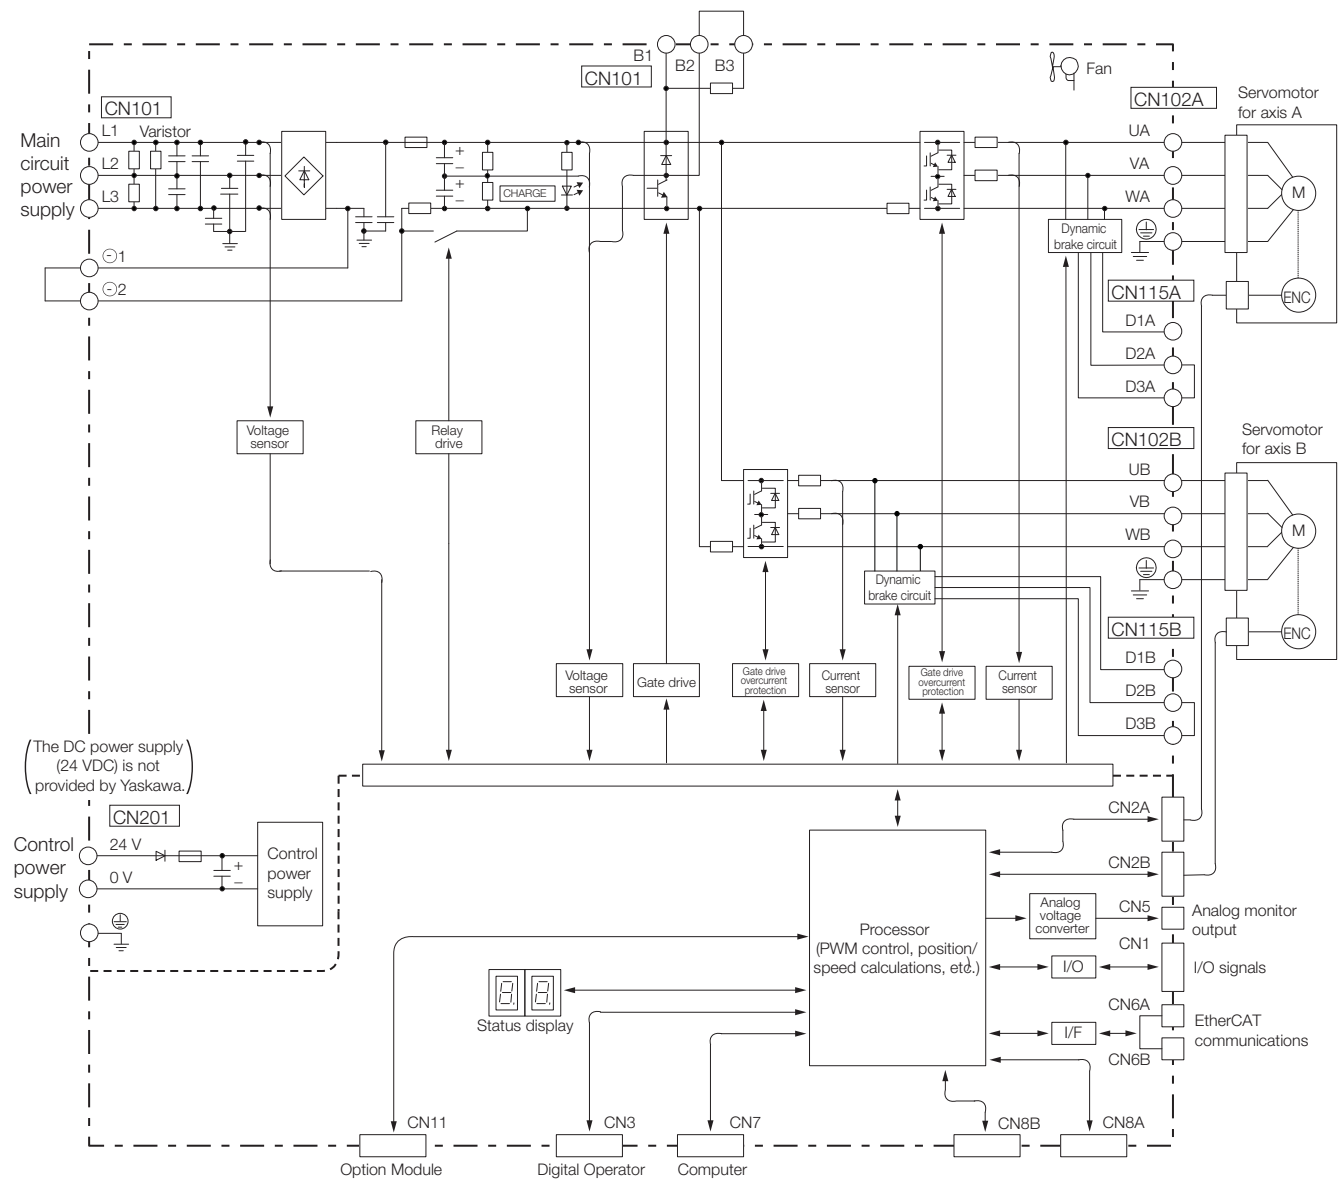 B1
B2
B3
CN101
Fan
CN101
Main
circuit
power
supply
L1
Varistor
L2
L3
+
−
+
−
CHARGE
⊖1
⊖2
CN102A
Servomotor
for axis A
UA
VA
WA
M
Dynamic
brake circuit
ENC
CN115A
D1A
D2A
D3A
Voltage
sensor
Relay
drive
CN102B
Servomotor
for axis B
UB
VB
WB
M
Dynamic
brake circuit
ENC
CN115B
D1B
D2B
D3B
Voltage
sensor
Gate drive
Gate drive
overcurrent
protection
Current
sensor
Gate drive
overcurrent
protection
Current
sensor
(The DC power supply
(24 VDC) is not
provided by Yaskawa.)
CN201
Control
power
supply
24 V
0 V
+
−
Control
power
supply
CN2A
CN2B
Processor
(PWM control, position/
speed calculations, etc.)
Analog
voltage
converter
CN5
Analog monitor
output
CN1
I/O
I/O signals
CN6A
I/F
EtherCAT
communications
CN6B
8.8.
Status display
CN11
Option Module
CN3
Digital Operator
CN7
Computer
CN8B
CN8A